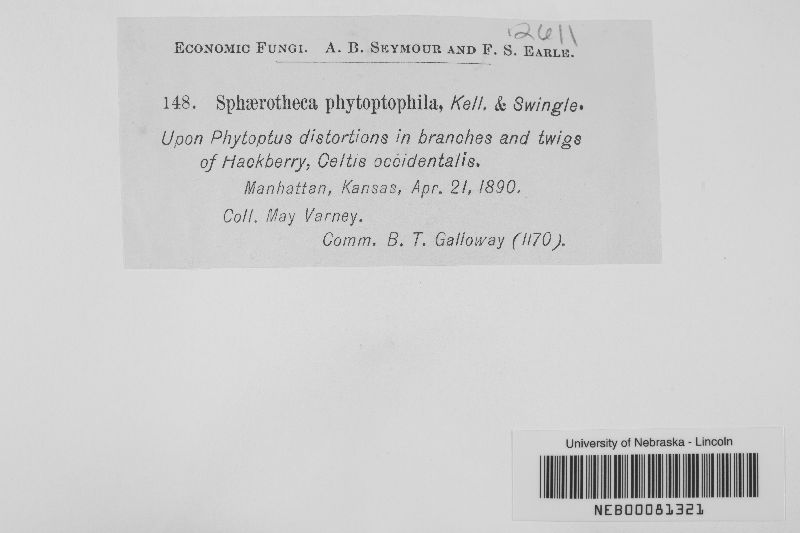 2611
ECONOMIC FUNGI. A. B. SEYMOUR AND F. S. EARLE.
148. Sphærotheca phytoptophila, Kell. & Swingle.
Upon Phytoptus distortions in branches and twigs
of Hackberry, Celtis occidentalis.
Manhattan, Kansas, Apr. 21, 1890.
Coll. May Varney.
Comm. B. T. Galloway (1170).
University of Nebraska - Lincoln
NEB00081321